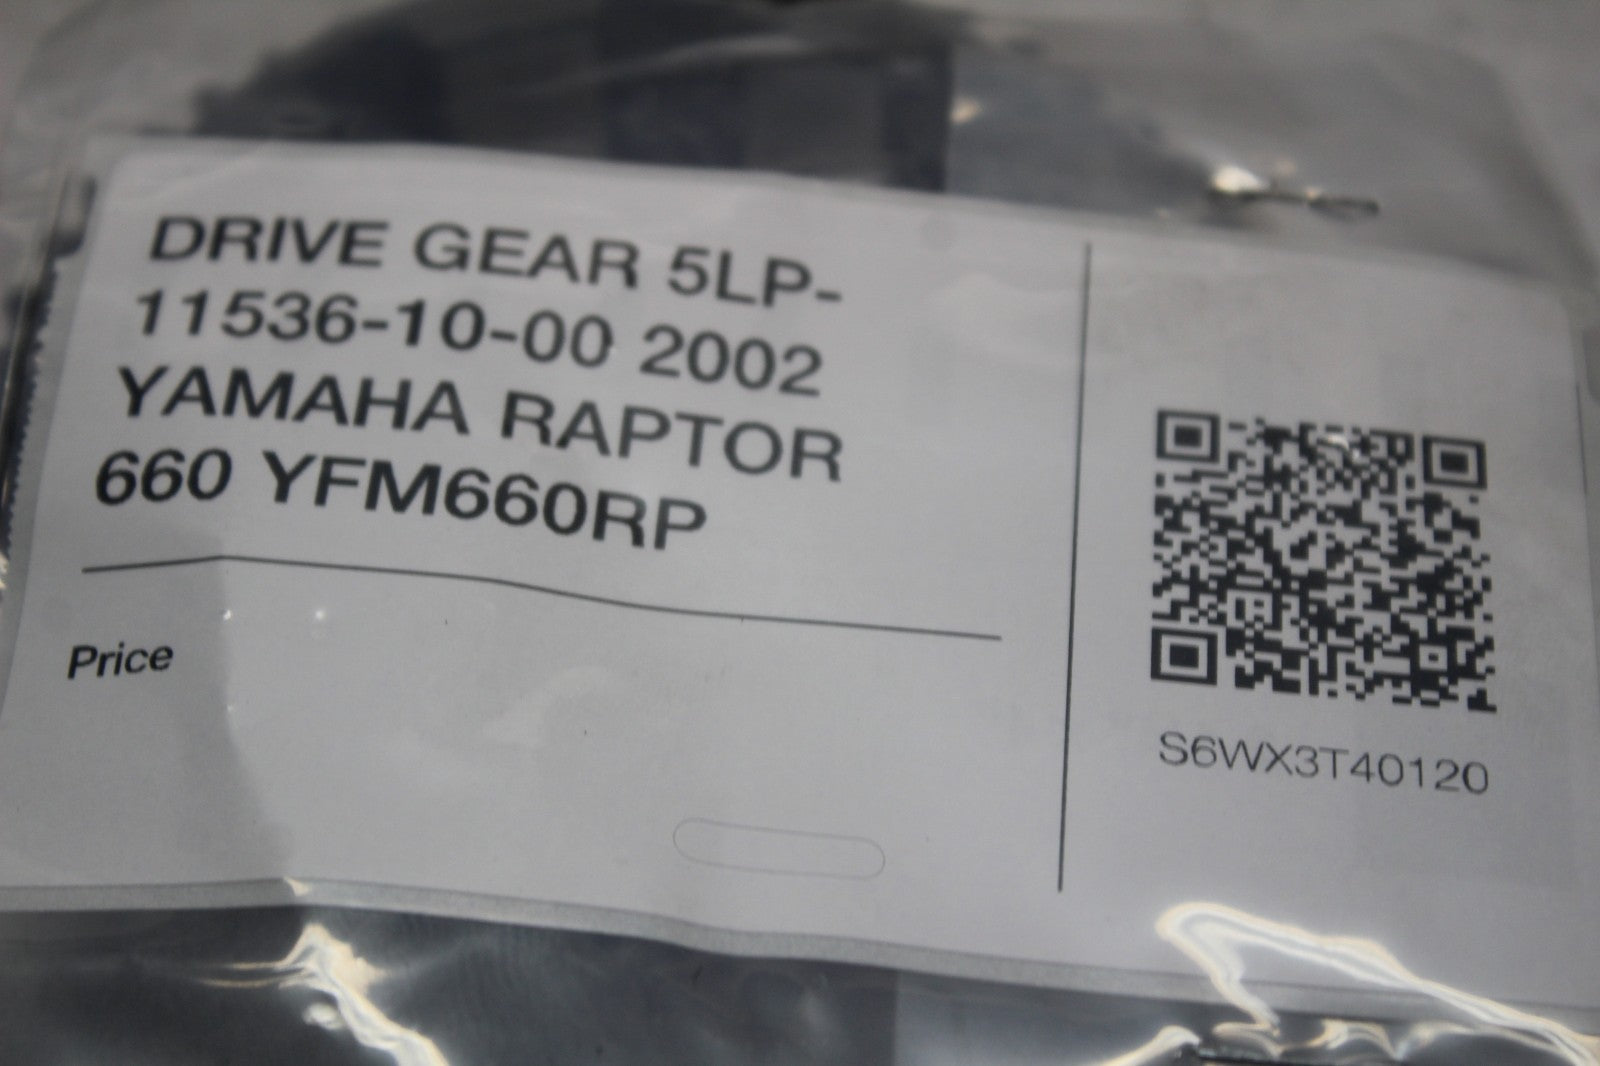 DRIVE GEAR 5LP-
11536-10-00 2002
YAMAHA RAPTOR
660 YFM660RP
Price
S6WX3T40120